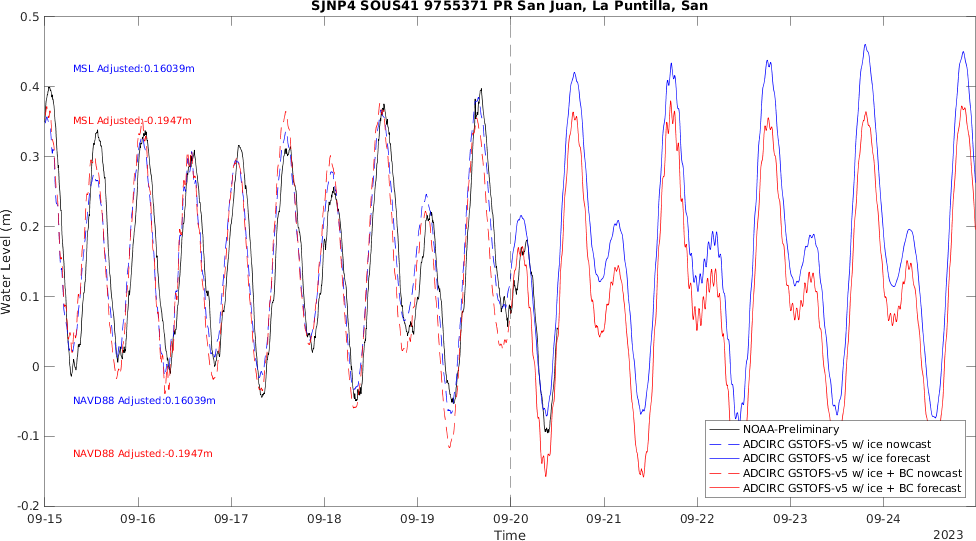 SJNP4 SOUS41 9755371 PR San Juan, La Puntilla, San
0.5
0.4
0.3
0.2
0.1
0
-0.1
-0.2
Water Level (m)
MSL Adjusted:0.16039m
MSL Adjusted:-0.1947m
NAVD88 Adjusted:0.16039m
NAVD88 Adjusted:-0.1947m
NOAA-Preliminary
ADCIRC GSTOFS-v5 w/ ice nowcast
ADCIRC GSTOFS-v5 w/ ice forecast
ADCIRC GSTOFS-v5 w/ice + BC nowcast
ADCIRC GSTOFS-v5 w/ice + BC forecast
09-15 09-16 09-17 09-18 09-19 09-20 09-21 09-22 09-23 09-24
Time
2023